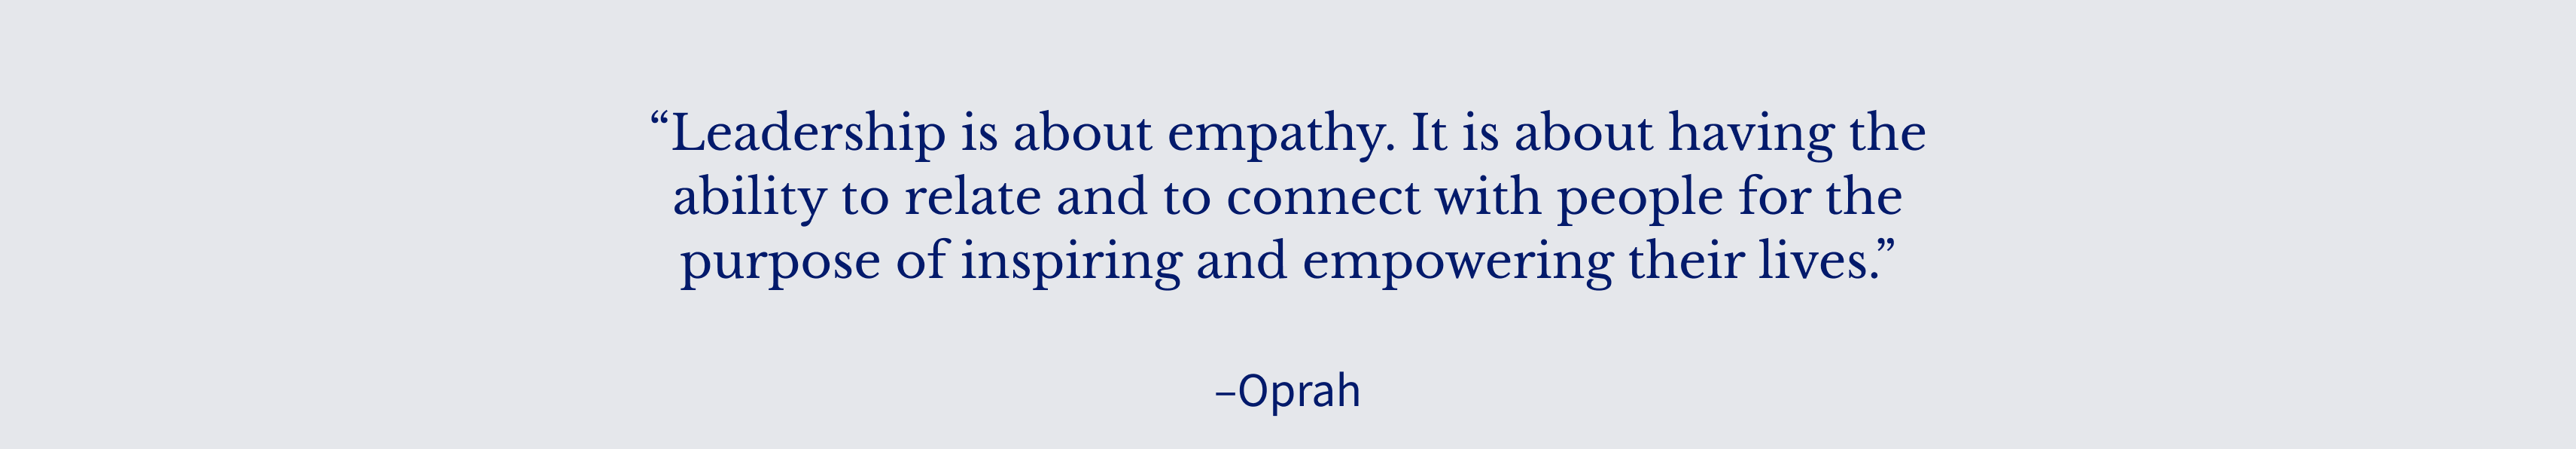 “Leadership is about empathy. It is about having the
ability to relate and to connect with people for the
purpose of inspiring and empowering their lives.”
–Oprah